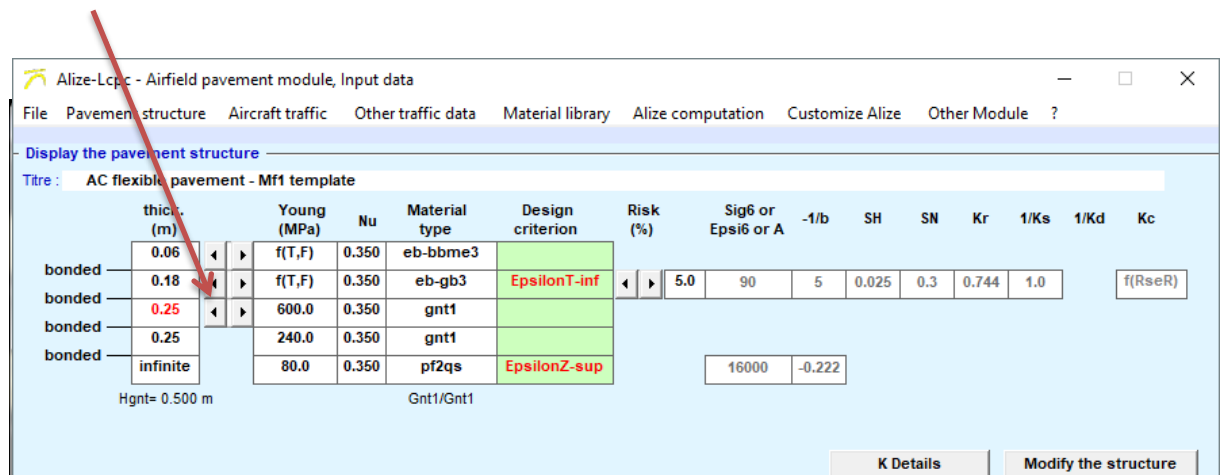 Alize-Lcpc - Airfield pavement module, Input data
File Pavement structure Aircraft traffic Other traffic data Material library Alize computation Customize Alize Other Module ?
Display the pavement structure
Titre : AC flexible pavement - Mf1 template
thick. (m) Young (MPa) Nu Material type Design criterion Risk (%) Sig6 or Epsi6 or A -1/b SH SN Kr 1/Ks 1/Kd Kc
0.06 f(T,F) 0.350 eb-bbme3
bonded
0.18 f(T,F) 0.350 eb-gb3 EpsilonT-inf 5.0 90 5 0.025 0.3 0.744 1.0 f(RseR)
bonded
0.25 600.0 0.350 gnt1
bonded
0.25 240.0 0.350 gnt1
bonded
infinite 80.0 0.350 pf2qs EpsilonZ-sup 16000 -0.222
Hgnt= 0.500 m Gnt1/Gnt1
K Details Modify the structure